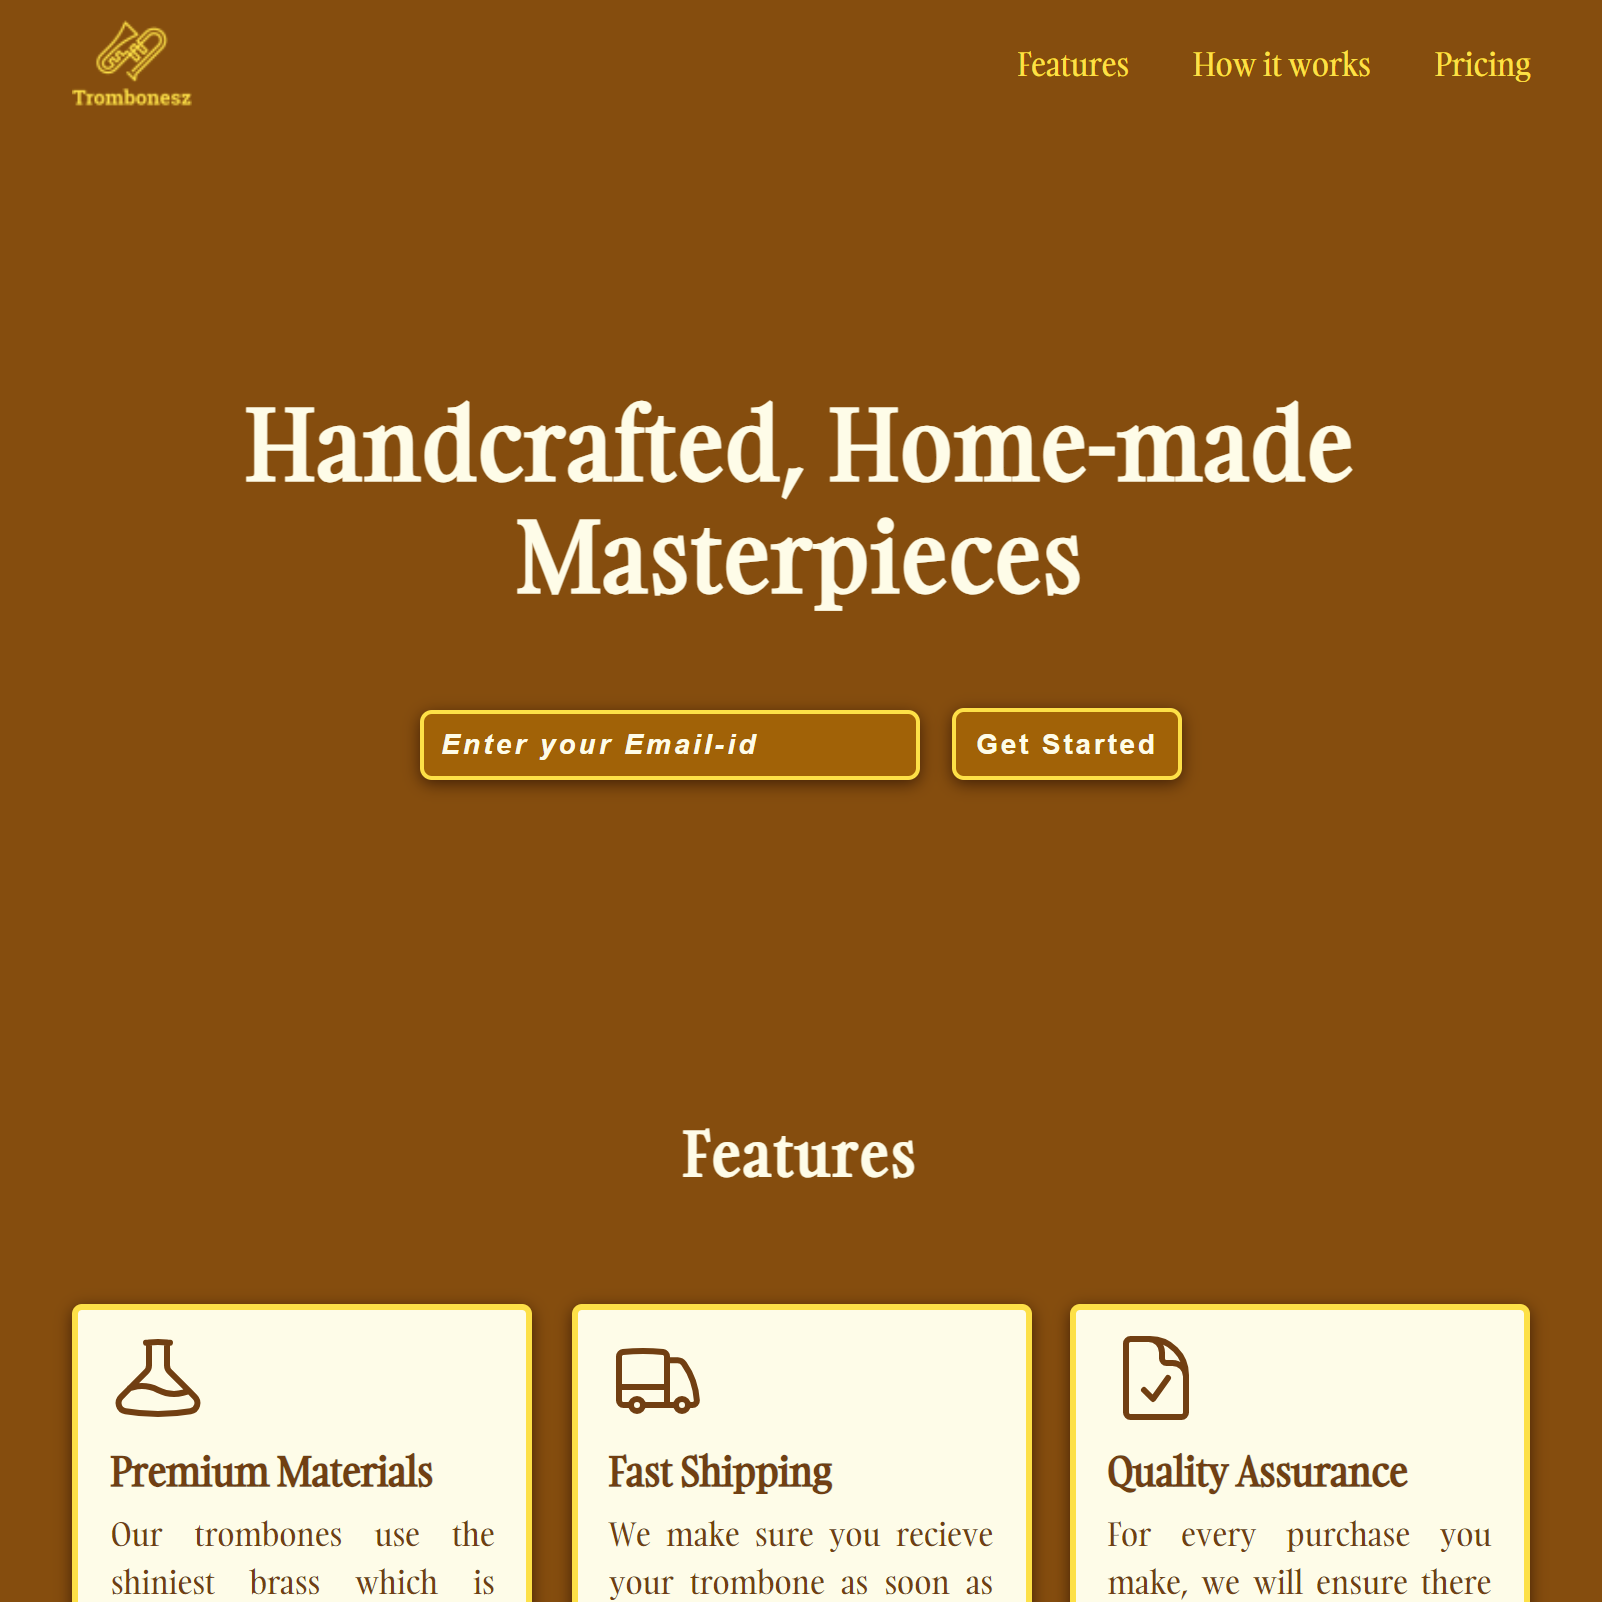 Trombonesz
Features
How it works
Pricing
Handcrafted, Home-made
Masterpieces
Enter your Email-id
Get Started
Features
Premium Materials
Our trombones use the
shiniest brass which is
Fast Shipping
We make sure you recieve
your trombone as soon as
Quality Assurance
For every purchase you
make, we will ensure there